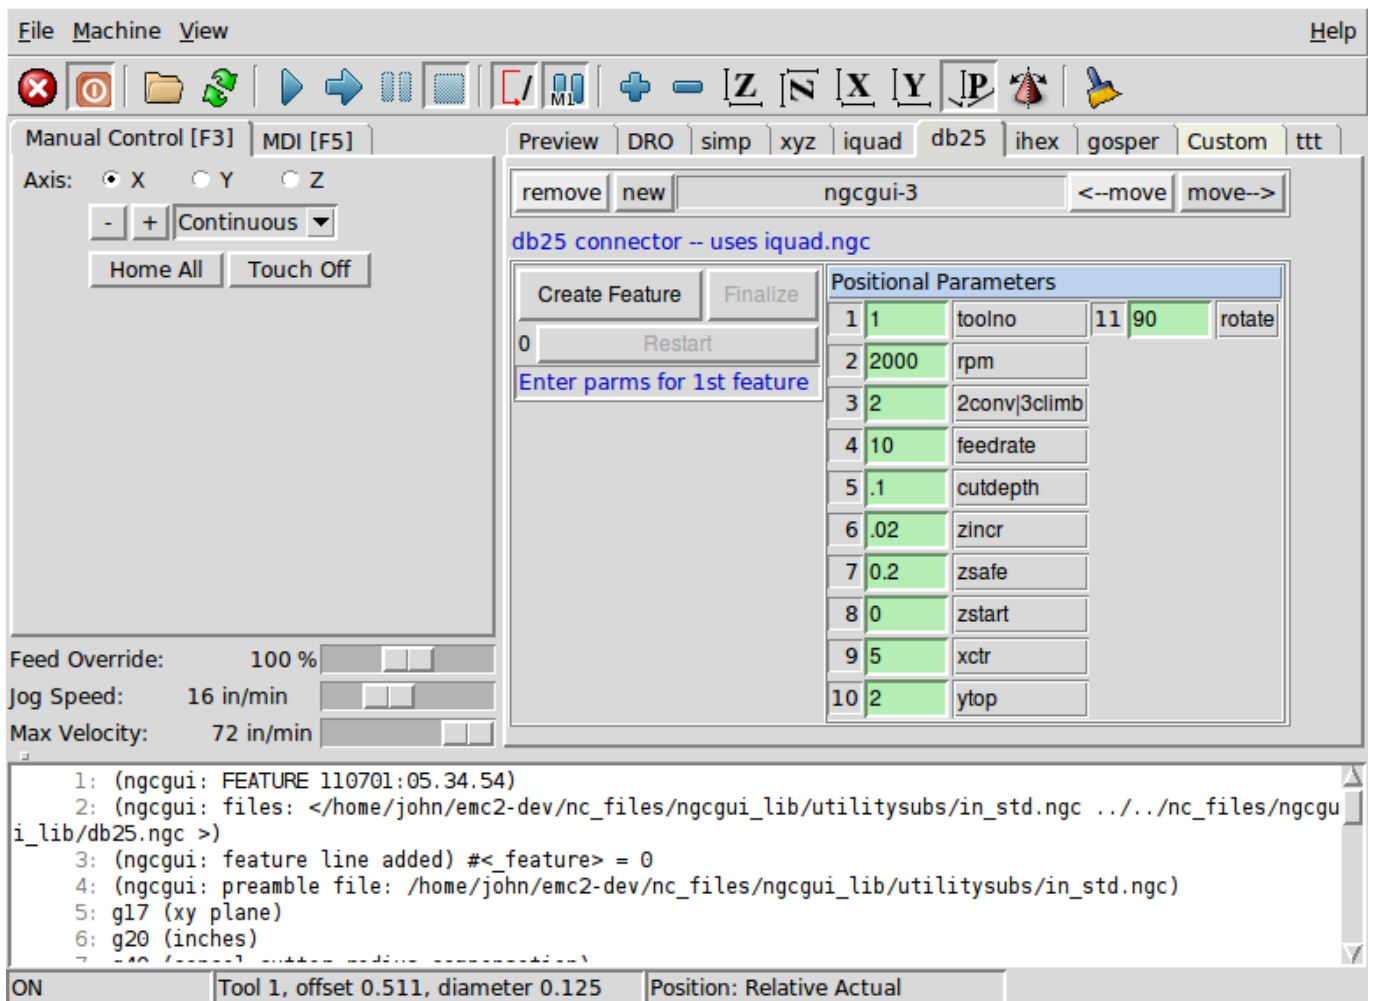 File Machine View Help
M1 Z N X Y P
Manual Control [F3] MDI [F5] Preview DRO simp xyz iquad db25 ihex gosper Custom ttt
Axis: X Y Z
remove new ngcgui-3 <--move move-->
- + Continuous
db25 connector -- uses iquad.ngc
Home All Touch Off
Create Feature Finalize
0 Restart
Enter parms for 1st feature
Positional Parameters
1 1 toolno 11 90 rotate
2 2000 rpm
3 2 2conv|3climb
4 10 feedrate
5 .1 cutdepth
6 .02 zincr
7 0.2 zsafe
8 0 zstart
9 5 xctr
10 2 ytop
Feed Override: 100 %
Jog Speed: 16 in/min
Max Velocity: 72 in/min
1: (ngcgui: FEATURE 110701:05.34.54)
2: (ngcgui: files: </home/john/emc2-dev/nc_files/ngcgui_lib/utilitysubs/in_std.ngc ../../nc_files/ngcgu
i_lib/db25.ngc >)
3: (ngcgui: feature line added) #<_feature> = 0
4: (ngcgui: preamble file: /home/john/emc2-dev/nc_files/ngcgui_lib/utilitysubs/in_std.ngc)
5: g17 (xy plane)
6: g20 (inches)
ON Tool 1, offset 0.511, diameter 0.125 Position: Relative Actual